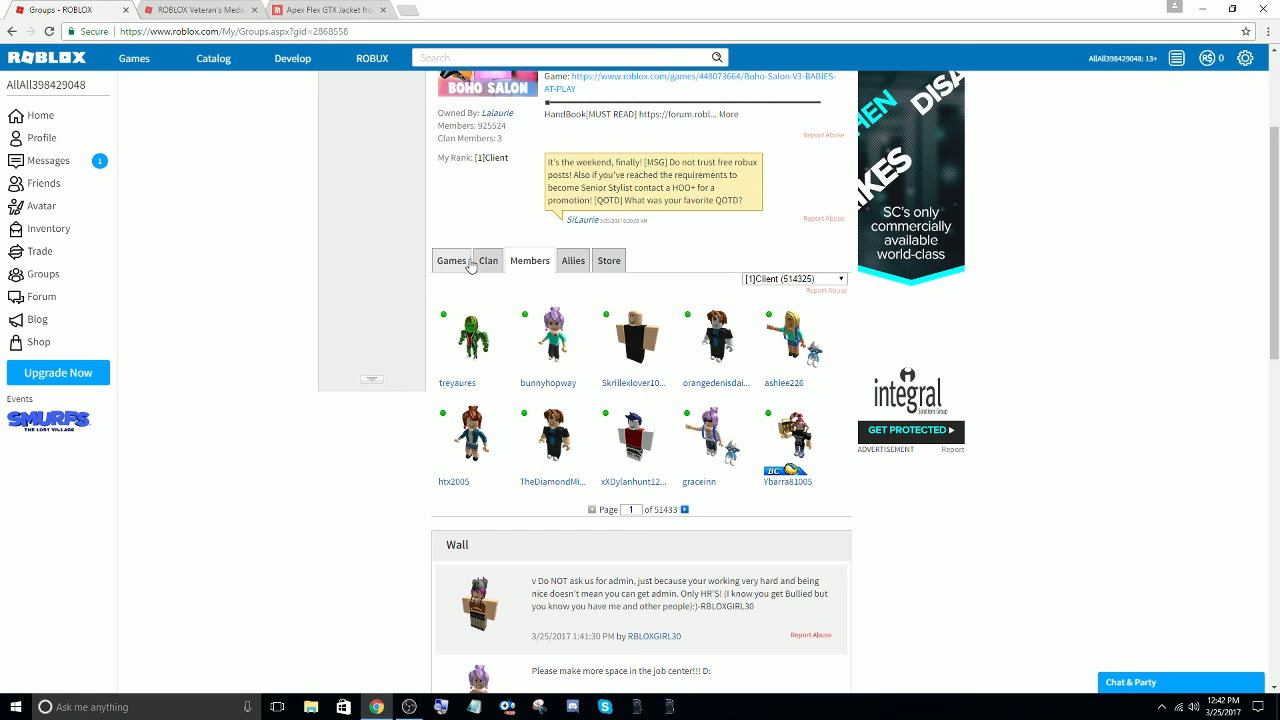 Groups - ROBLOX
ROBLOX Veteran's Meda
Apex Flex GTX Jacket fro
Secure
https://www.roblox.com/My/Groups.aspx?gid=2868558
ROBLOX
Games
Catalog
Develop
ROBUX
Search
AllAll398429048: 13+
R$ 0
AllAll398429048
Home
Profile
Messages
1
Friends
Avatar
Inventory
Trade
Groups
Forum
Blog
Shop
Upgrade Now
Events
SMURFS
THE LOST VILLAGE
BOHO SALON
Owned By: Lalaurie
Members: 925524
Clan Members: 3
My Rank: [1]Client
Game: https://www.roblox.com/games/448073664/Boho-Salon-V3-BABIES-
AT-PLAY
HandBook[MUST READ] https://forum.robl... More
Report Abuse
It's the weekend, finally! [MSG] Do not trust free robux
posts! Also if you've reached the requirements to
become Senior Stylist contact a HOO+ for a
promotion! [QOTD] What was your favorite QOTD?
SiLaurie
Report Abuse
Games
Clan
Members
Allies
Store
[1]Client (514325)
Report Abuse
treyaures
bunnyhopway
Skrillexlover10...
orangedenisdai...
ashlee226
BC
htx2005
TheDiamondMi...
xXDylanhunt12...
graceinn
Ybarra81005
Page 1 of 51433
Wall
v Do NOT ask us for admin, just because your working very hard and being
nice doesn't mean you can get admin. Only HR'S! (I know you get Bullied but
you know you have me and other people):)-RBLOXGIRL30
3/25/2017 1:41:30 PM by RBLOXGIRL30
Report Abuse
Please make more space in the job center!!! D:
SC's only
commercially
available
world-class
integral
GET PROTECTED
ADVERTISEMENT
Report
Chat & Party
Ask me anything
12:42 PM
3/25/2017